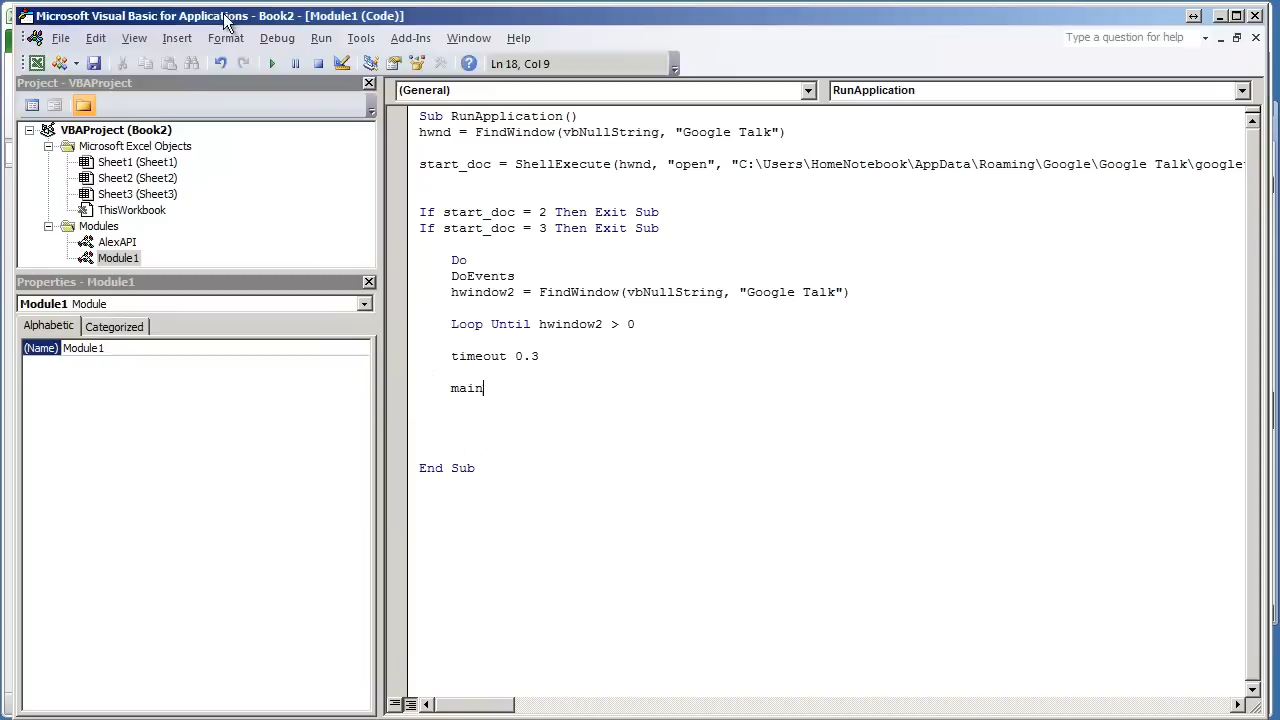 Microsoft Visual Basic for Applications - Book2 - [Module1 (Code)]
File Edit View Insert Format Debug Run Tools Add-Ins Window Help Type a question for help
Ln 18, Col 9
Project - VBAProject
(General) RunApplication
VBAProject (Book2)
Microsoft Excel Objects
Sheet1 (Sheet1)
Sheet2 (Sheet2)
Sheet3 (Sheet3)
ThisWorkbook
Modules
AlexAPI
Module1
Properties - Module1
Module1 Module
Alphabetic Categorized
(Name) Module1
Sub RunApplication()
hwnd = FindWindow(vbNullString, "Google Talk")
start_doc = ShellExecute(hwnd, "open", "C:\Users\HomeNotebook\AppData\Roaming\Google\Google Talk\google
If start_doc = 2 Then Exit Sub
If start_doc = 3 Then Exit Sub
Do
DoEvents
hwindow2 = FindWindow(vbNullString, "Google Talk")
Loop Until hwindow2 > 0
timeout 0.3
main
End Sub